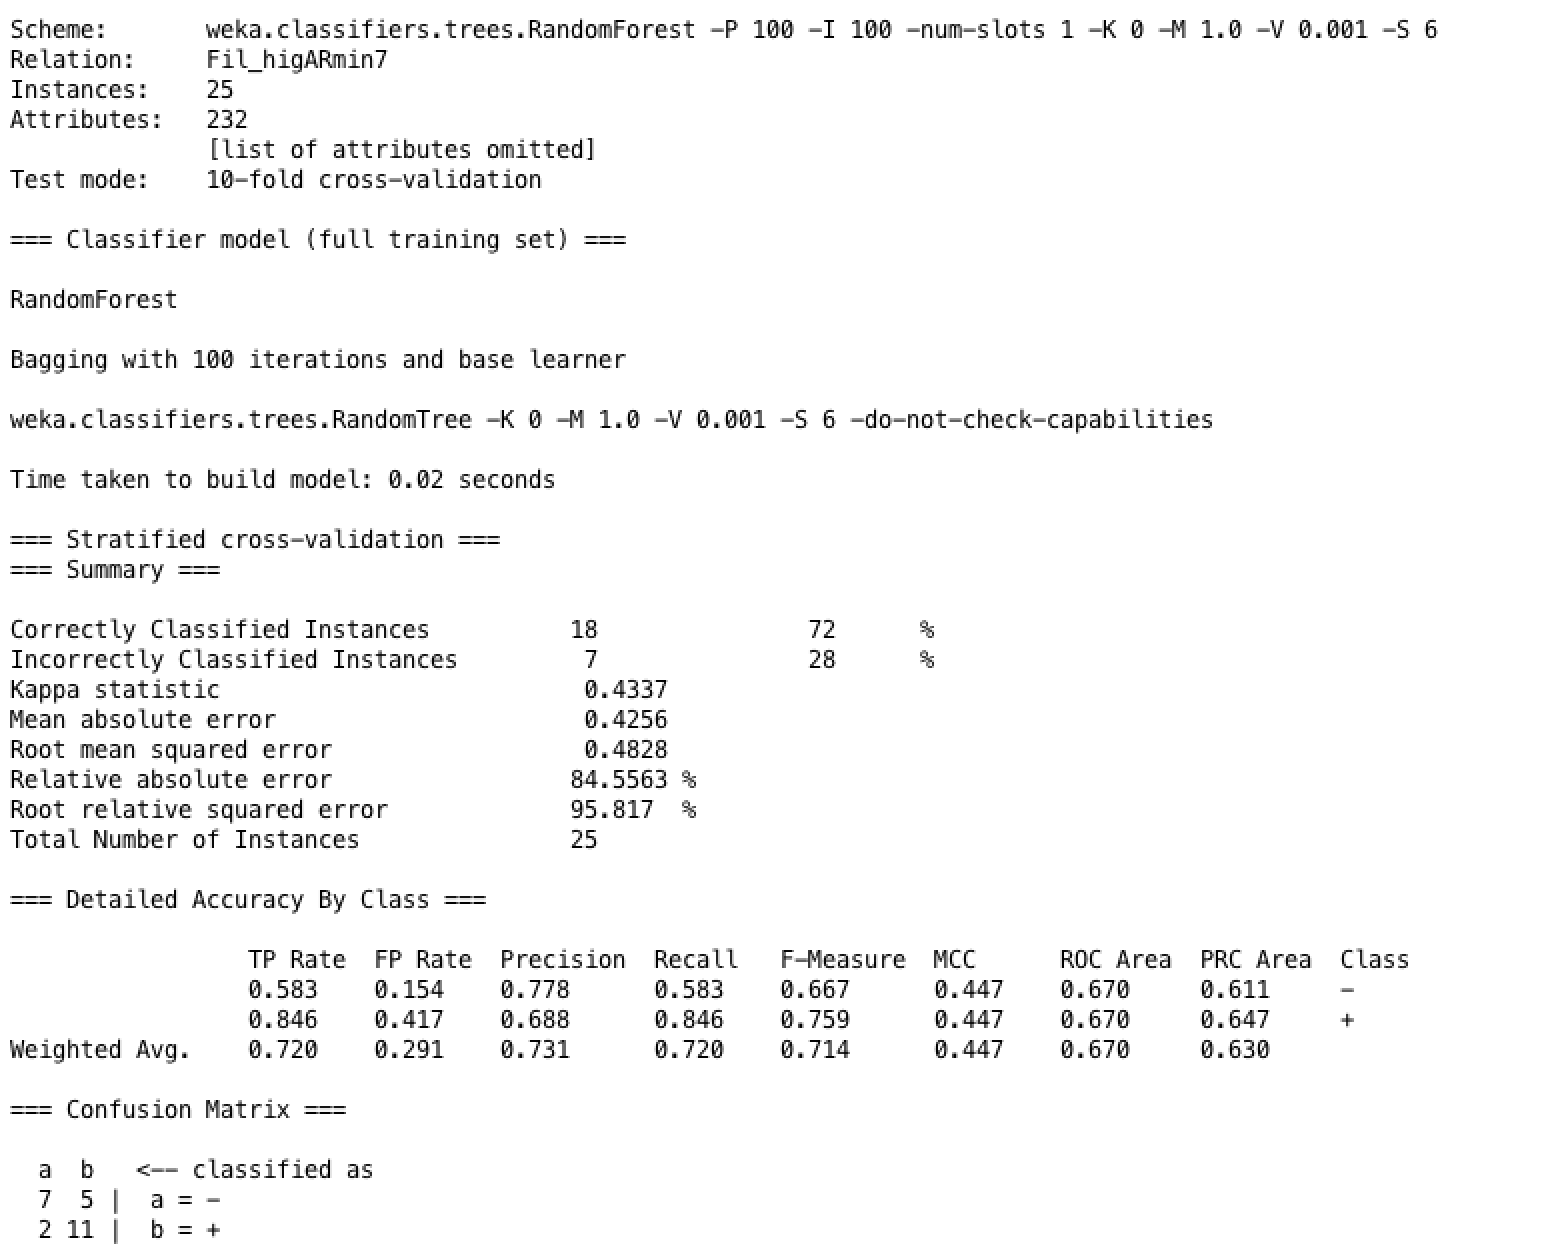 Scheme:       weka.classifiers.trees.RandomForest -P 100 -I 100 -num-slots 1 -K 0 -M 1.0 -V 0.001 -S 6
Relation:     Fil_higARmin7
Instances:    25
Attributes:   232
              [list of attributes omitted]
Test mode:    10-fold cross-validation
=== Classifier model (full training set) ===
RandomForest
Bagging with 100 iterations and base learner
weka.classifiers.trees.RandomTree -K 0 -M 1.0 -V 0.001 -S 6 -do-not-check-capabilities
Time taken to build model: 0.02 seconds
=== Stratified cross-validation ===
=== Summary ===
Correctly Classified Instances          18               72      %
Incorrectly Classified Instances         7               28      %
Kappa statistic                          0.4337
Mean absolute error                      0.4256
Root mean squared error                  0.4828
Relative absolute error                 84.5563 %
Root relative squared error             95.817  %
Total Number of Instances               25
=== Detailed Accuracy By Class ===
                 TP Rate  FP Rate  Precision  Recall   F-Measure  MCC      ROC Area  PRC Area  Class
                 0.583    0.154    0.778      0.583    0.667      0.447    0.670     0.611     -
                 0.846    0.417    0.688      0.846    0.759      0.447    0.670     0.647     +
Weighted Avg.    0.720    0.291    0.731      0.720    0.714      0.447    0.670     0.630
=== Confusion Matrix ===
  a  b   <-- classified as
  7  5 |  a = -
  2 11 |  b = +